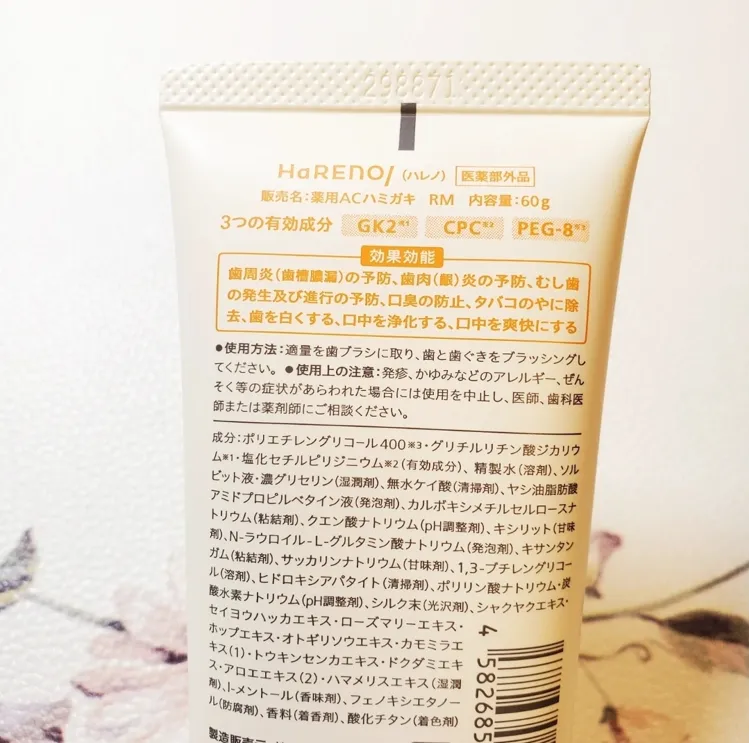 298871
HaRENO/ (ハレノ) 医薬部外品
販売名：薬用ACハミガキ RM 内容量：60g
3つの有効成分 GK2※1 CPC※2 PEG-8※3
効果効能
歯周炎(歯槽膿漏)の予防、歯肉(齦)炎の予防、むし歯
の発生及び進行の予防、口臭の防止、タバコのやに除
去、歯を白くする、口中を浄化する、口中を爽快にする
●使用方法：適量を歯ブラシに取り、歯と歯ぐきをブラッシングし
てください。 ●使用上の注意：発疹、かゆみなどのアレルギー、ぜん
そく等の症状があらわれた場合には使用を中止し、医師、歯科医
師または薬剤師にご相談ください。
成分：ポリエチレングリコール400※3・グリチルリチン酸ジカリウ
ム※1・塩化セチルピリジニウム※2(有効成分)、精製水(溶剤)、ソル
ビット液・濃グリセリン(湿潤剤)、無水ケイ酸(清掃剤)、ヤシ油脂肪酸
アミドプロピルベタイン液(発泡剤)、カルボキシメチルセルロースナ
トリウム(粘結剤)、クエン酸ナトリウム(pH調整剤)、キシリット(甘味
剤)、N-ラウロイル-L-グルタミン酸ナトリウム(発泡剤)、キサンタン
ガム(粘結剤)、サッカリンナトリウム(甘味剤)、1,3-ブチレングリコー
ル(溶剤)、ヒドロキシアパタイト(清掃剤)、ポリリン酸ナトリウム・炭
酸水素ナトリウム(pH調整剤)、シルク末(光沢剤)、シャクヤクエキス・
セイヨウハッカエキス・ローズマリーエキス・
ホップエキス・オトギリソウエキス・カモミラエ
キス(1)・トウキンセンカエキス・ドクダミエキ
ス・アロエエキス(2)・ハマメリスエキス(湿潤
剤)、l-メントール(香味剤)、フェノキシエタノー
ル(防腐剤)、香料(着香剤)、酸化チタン(着色剤)
4 582685
製造販売元